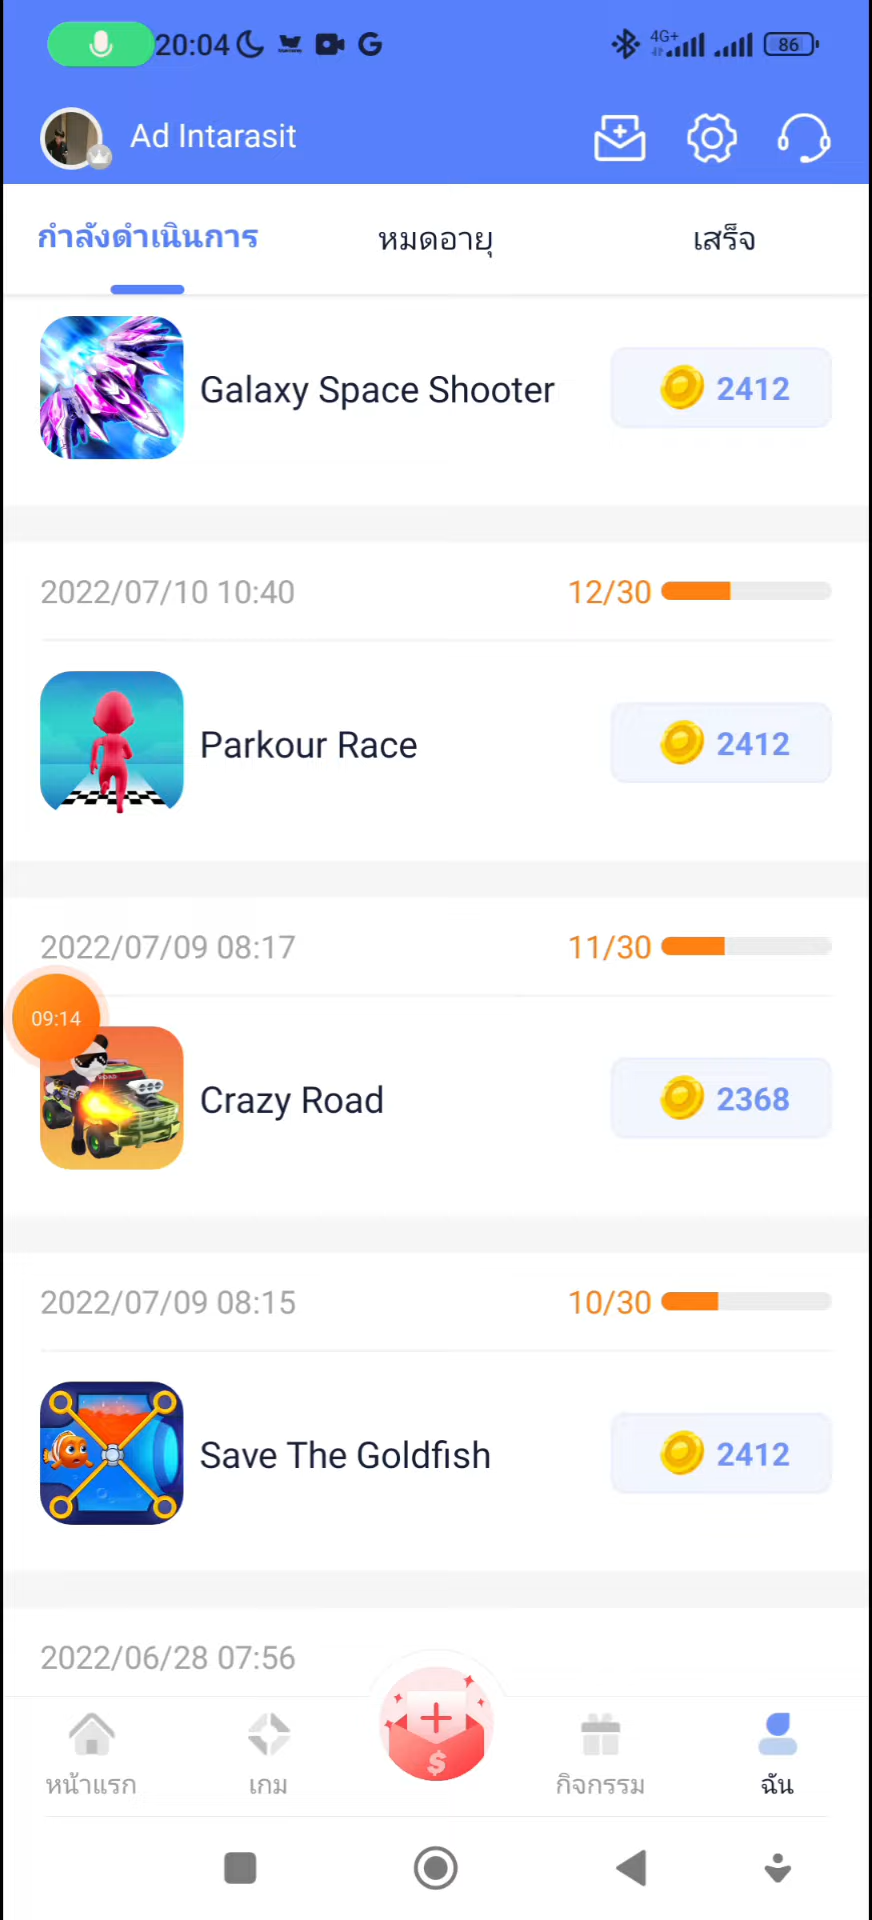 20:04
4G+
86
Ad Intarasit
กำลังดำเนินการ
หมดอายุ
เสร็จ
Galaxy Space Shooter
2412
2022/07/10 10:40
12/30
Parkour Race
2412
2022/07/09 08:17
11/30
09:14
Crazy Road
2368
2022/07/09 08:15
10/30
Save The Goldfish
2412
2022/06/28 07:56
หน้าแรก
เกม
กิจกรรม
ฉัน